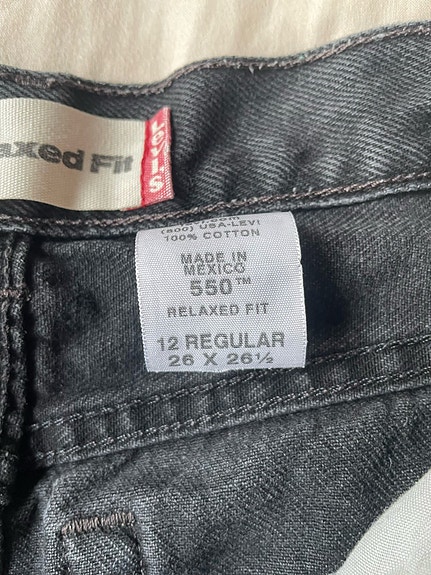 axed Fit
LEVI'S
(800) USA-LEVI
100% COTTON
MADE IN
MEXICO
550™
RELAXED FIT
12 REGULAR
26 X 26½